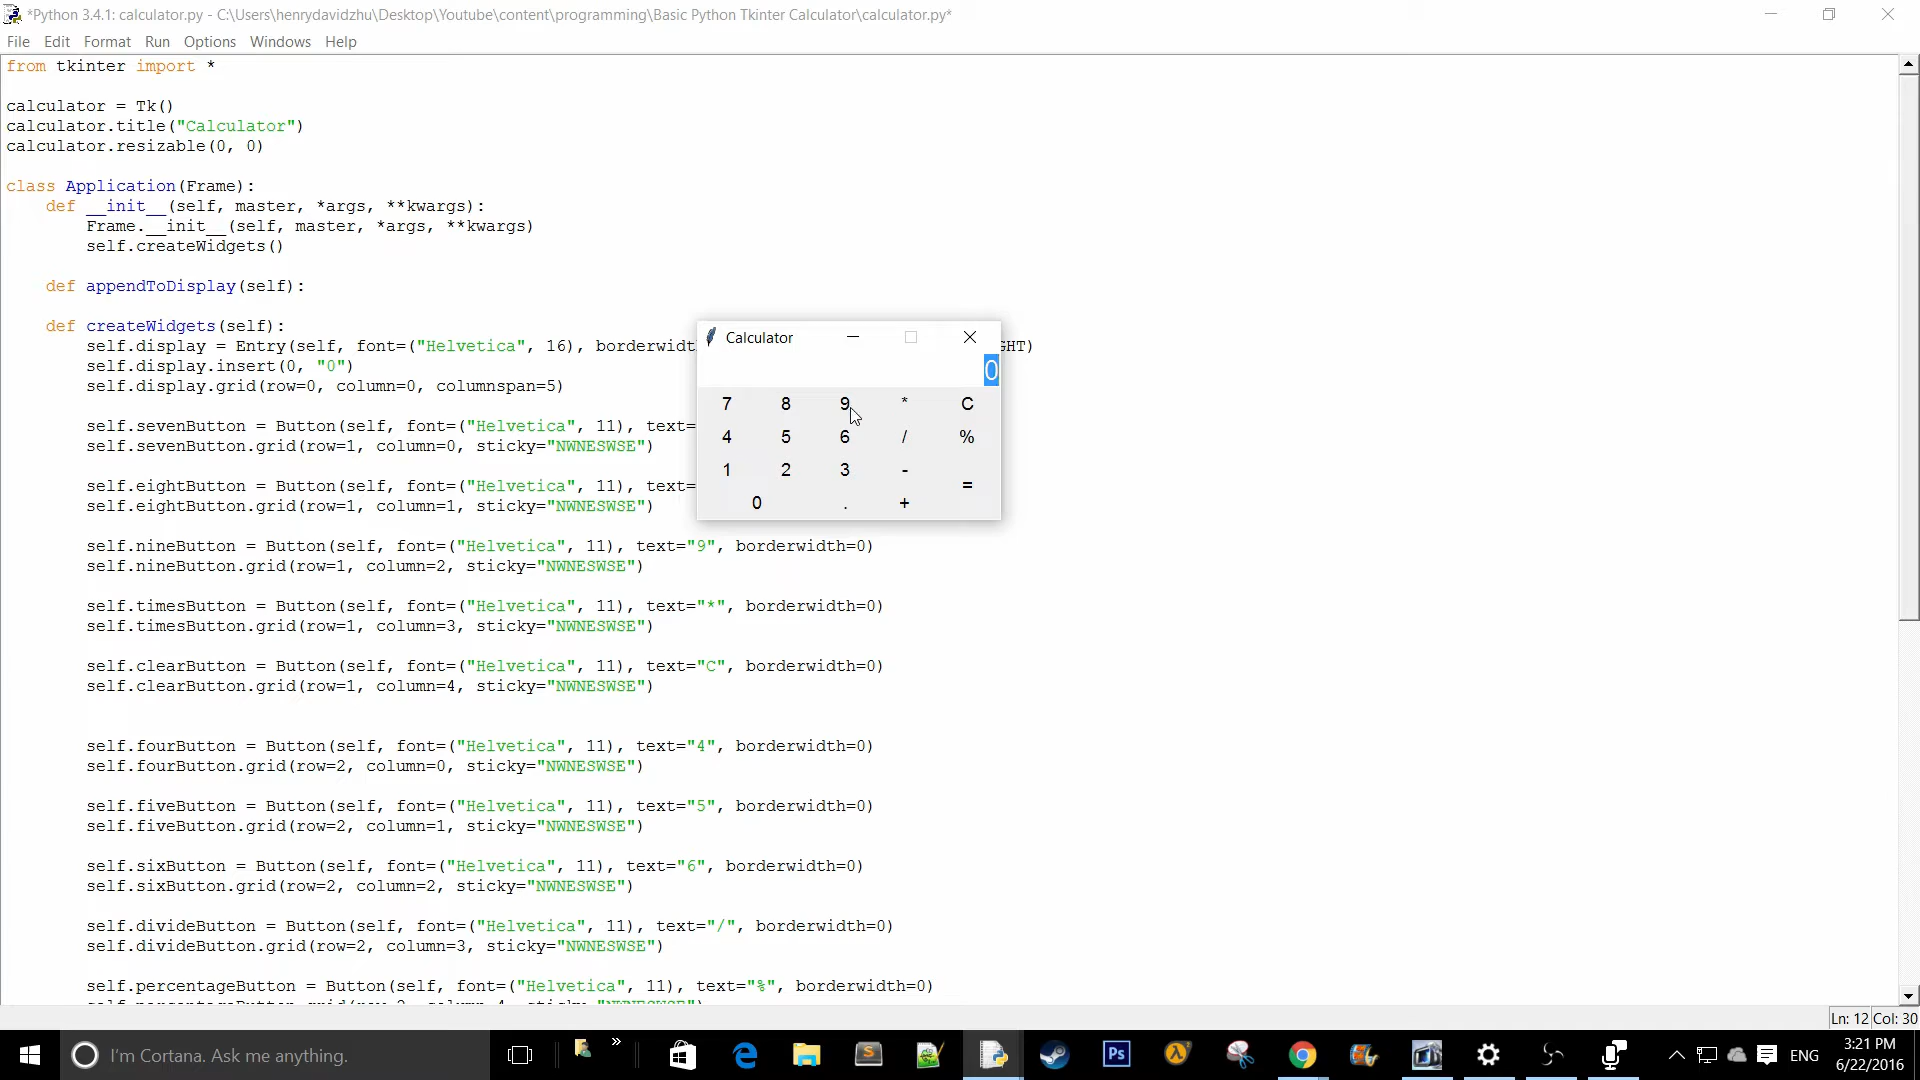 *Python 3.4.1: calculator.py - C:\Users\henrydavidzhu\Desktop\Youtube\content\programming\Basic Python Tkinter Calculator\calculator.py*
File Edit Format Run Options Windows Help
from tkinter import *
calculator = Tk()
calculator.title("Calculator")
calculator.resizable(0, 0)
class Application(Frame):
def __init__(self, master, *args, **kwargs):
Frame.__init__(self, master, *args, **kwargs)
self.createWidgets()
def appendToDisplay(self):
def createWidgets(self):
self.display = Entry(self, font=("Helvetica", 16), borderwidt GHT)
self.display.insert(0, "0")
self.display.grid(row=0, column=0, columnspan=5)
self.sevenButton = Button(self, font=("Helvetica", 11), text=
self.sevenButton.grid(row=1, column=0, sticky="NWNESWSE")
self.eightButton = Button(self, font=("Helvetica", 11), text=
self.eightButton.grid(row=1, column=1, sticky="NWNESWSE")
self.nineButton = Button(self, font=("Helvetica", 11), text="9", borderwidth=0)
self.nineButton.grid(row=1, column=2, sticky="NWNESWSE")
self.timesButton = Button(self, font=("Helvetica", 11), text="*", borderwidth=0)
self.timesButton.grid(row=1, column=3, sticky="NWNESWSE")
self.clearButton = Button(self, font=("Helvetica", 11), text="C", borderwidth=0)
self.clearButton.grid(row=1, column=4, sticky="NWNESWSE")
self.fourButton = Button(self, font=("Helvetica", 11), text="4", borderwidth=0)
self.fourButton.grid(row=2, column=0, sticky="NWNESWSE")
self.fiveButton = Button(self, font=("Helvetica", 11), text="5", borderwidth=0)
self.fiveButton.grid(row=2, column=1, sticky="NWNESWSE")
self.sixButton = Button(self, font=("Helvetica", 11), text="6", borderwidth=0)
self.sixButton.grid(row=2, column=2, sticky="NWNESWSE")
self.divideButton = Button(self, font=("Helvetica", 11), text="/", borderwidth=0)
self.divideButton.grid(row=2, column=3, sticky="NWNESWSE")
self.percentageButton = Button(self, font=("Helvetica", 11), text="%", borderwidth=0)
Calculator
0
7 8 9 * C
4 5 6 / %
1 2 3 -
=
0 . +
Ln: 12 Col: 30
I'm Cortana. Ask me anything.
Ps
ENG
3:21 PM
6/22/2016